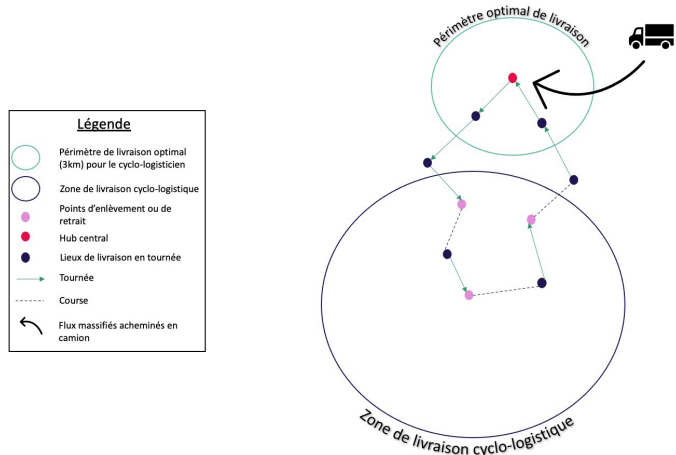 Périmètre optimal de livraison
Légende
Périmètre de livraison optimal
(3km) pour le cyclo-logisticien
Zone de livraison cyclo-logistique
Points d'enlèvement ou de
retrait
Hub central
Lieux de livraison en tournée
Tournée
Course
Flux massifiés acheminés en
camion
Zone de livraison cyclo-logistique